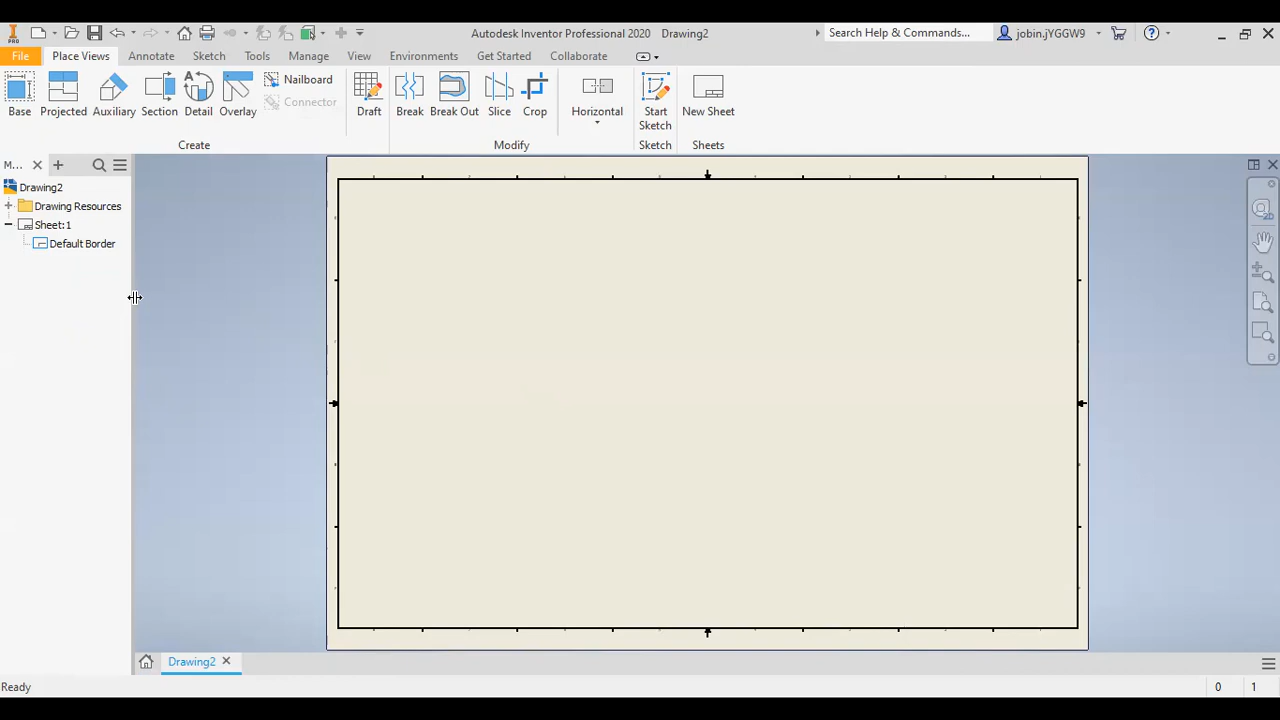 Autodesk Inventor Professional 2020 Drawing2
Search Help & Commands...
jobin.jYGGW9
File Place Views Annotate Sketch Tools Manage View Environments Get Started Collaborate
Base Projected Auxiliary Section Detail Overlay
Nailboard
Connector
Draft Break Break Out Slice Crop Horizontal
Start
Sketch
New Sheet
Create Modify Sketch Sheets
M...
Drawing2
Drawing Resources
Sheet:1
Default Border
2D
Drawing2
Ready 0 1
PRO